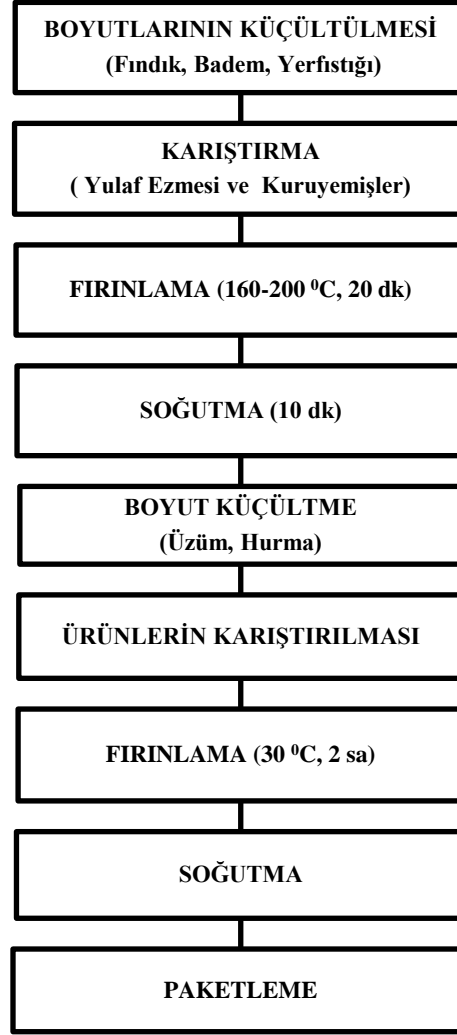 BOYUTLARININ KÜÇÜLTÜLMESİ
(Fındık, Badem, Yerfıstığı)
KARIŞTIRMA
( Yulaf Ezmesi ve Kuruyemişler)
FIRINLAMA (160-200 ⁰C, 20 dk)
SOĞUTMA (10 dk)
BOYUT KÜÇÜLTME
(Üzüm, Hurma)
ÜRÜNLERİN KARIŞTIRILMASI
FIRINLAMA (30 ⁰C, 2 sa)
SOĞUTMA
PAKETLEME